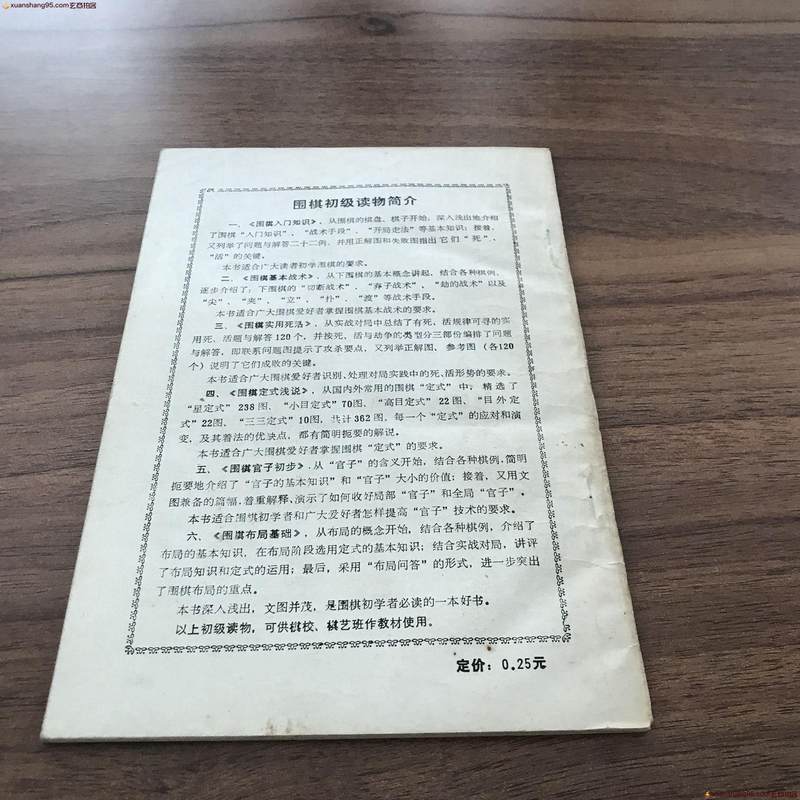 xuanshang95.com玄赏拍馆
围棋初级读物简介
一、《围棋入门知识》，从围棋的棋盘、棋子开始，深入浅出地介绍
了围棋“入门知识”、“战术手段”、“开局走法”等基本知识；接着，
又列举了问题与解答二十二例，并用正解图和失败图指出它们“死”、
“活”的关键。
本书适合广大读者初学围棋的要求。
二、《围棋基本战术》，从下围棋的基本概念讲起，结合各种棋例，
逐步介绍了：下围棋的“切断战术”、“弃子战术”、“劫的战术”以及
“尖”、“夹”、“立”、“扑”、“渡”等战术手段。
本书适合广大围棋爱好者掌握围棋基本战术的要求。
三、《围棋实用死活》，从实战对局中总结了有死、活规律可寻的实
用死、活题与解答120个，并按死、活与劫争的类型分三部份编排了问题
与解答，即联系问题图提示了攻杀要点，又列举正解图、参考图（各120
个）说明了它们成败的关键。
本书适合广大围棋爱好者识别、处理对局实践中的死、活形势的要求。
四、《围棋定式浅说》，从国内外常用的围棋“定式”中，精选了
“星定式”238图、“小目定式”70图、“高目定式”22图、“目外定
式”22图、“三三定式”10图，共计362图，每一个“定式”的应对和演
变，及其着法的优缺点，都有简明扼要的解说。
本书适合广大围棋爱好者掌握围棋“定式”的要求。
五、《围棋官子初步》，从“官子”的含义开始，结合各种棋例，简明
扼要地介绍了“官子的基本知识”和“官子”大小的价值；接着，又用文
图兼备的篇幅，着重解释、演示了如何收好局部“官子”和全局“官子”。
本书适合围棋初学者和广大爱好者怎样提高“官子”技术的要求。
六、《围棋布局基础》，从布局的概念开始，结合各种棋例，介绍了
布局的基本知识，在布局阶段选用定式的基本知识；结合实战对局，讲评
了布局知识和定式的运用；最后，采用“布局问答”的形式，进一步突出
了围棋布局的重点。
本书深入浅出，文图并茂，是围棋初学者必读的一本好书。
以上初级读物，可供棋校、棋艺班作教材使用。
定价：0.25元
xuanshang95.com玄赏拍馆